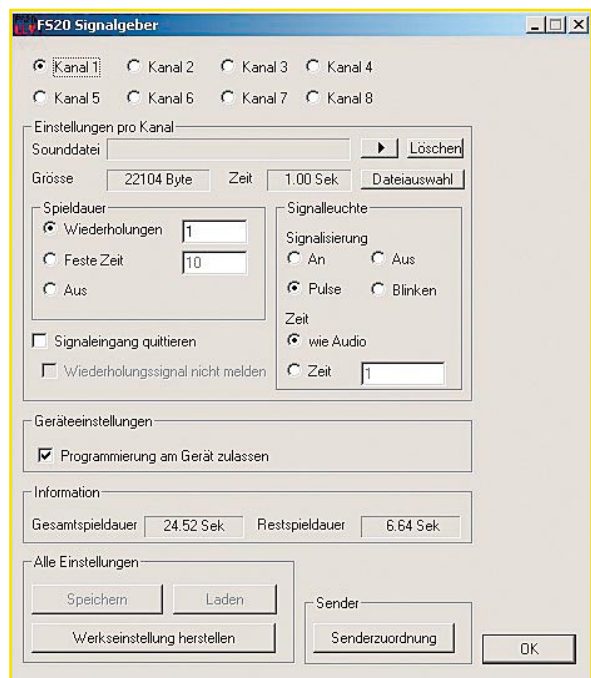 FS20 Signalgeber
Kanal 1 Kanal 2 Kanal 3 Kanal 4
Kanal 5 Kanal 6 Kanal 7 Kanal 8
Einstellungen pro Kanal
Sounddatei Löschen
Grösse 22104 Byte Zeit 1.00 Sek Dateiauswahl
Spieldauer
Wiederholungen 1
Feste Zeit 10
Aus
Signalleuchte
Signalisierung
An Aus
Pulse Blinken
Zeit
wie Audio
Zeit 1
Signaleingang quittieren
Wiederholungssignal nicht melden
Geräteeinstellungen
Programmierung am Gerät zulassen
Information
Gesamtspieldauer 24.52 Sek Restspieldauer 6.64 Sek
Alle Einstellungen
Speichern Laden
Werkseinstellung herstellen
Sender
Senderzuordnung
OK